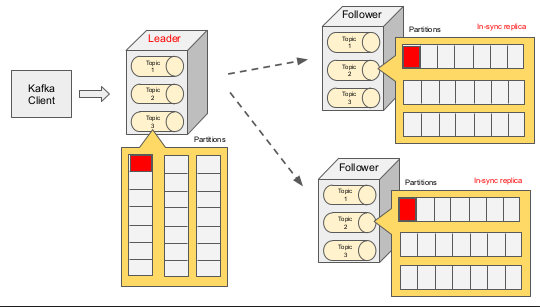 Kafka
Client
Leader
Topic
1
Topic
2
Topic
3
Partitions
Follower
Topic
1
Topic
2
Topic
3
Partitions
In-sync replica
Follower
Topic
1
Topic
2
Topic
3
Partitions
In-sync replica